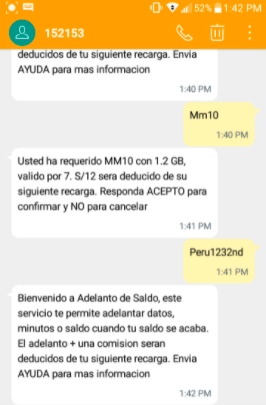 52% 1:42 PM
152153
deducidos de tu siguiente recarga. Envia
AYUDA para mas informacion
1:40 PM
Mm10
1:40 PM
Usted ha requerido MM10 con 1.2 GB,
valido por 7. S/12 sera deducido de su
siguiente recarga. Responda ACEPTO para
confirmar y NO para cancelar
1:41 PM
Peru1232nd
1:41 PM
Bienvenido a Adelanto de Saldo, este
servicio te permite adelantar datos,
minutos o saldo cuando tu saldo se acaba.
El adelanto + una comision seran
deducidos de tu siguiente recarga. Envia
AYUDA para mas informacion
1:42 PM